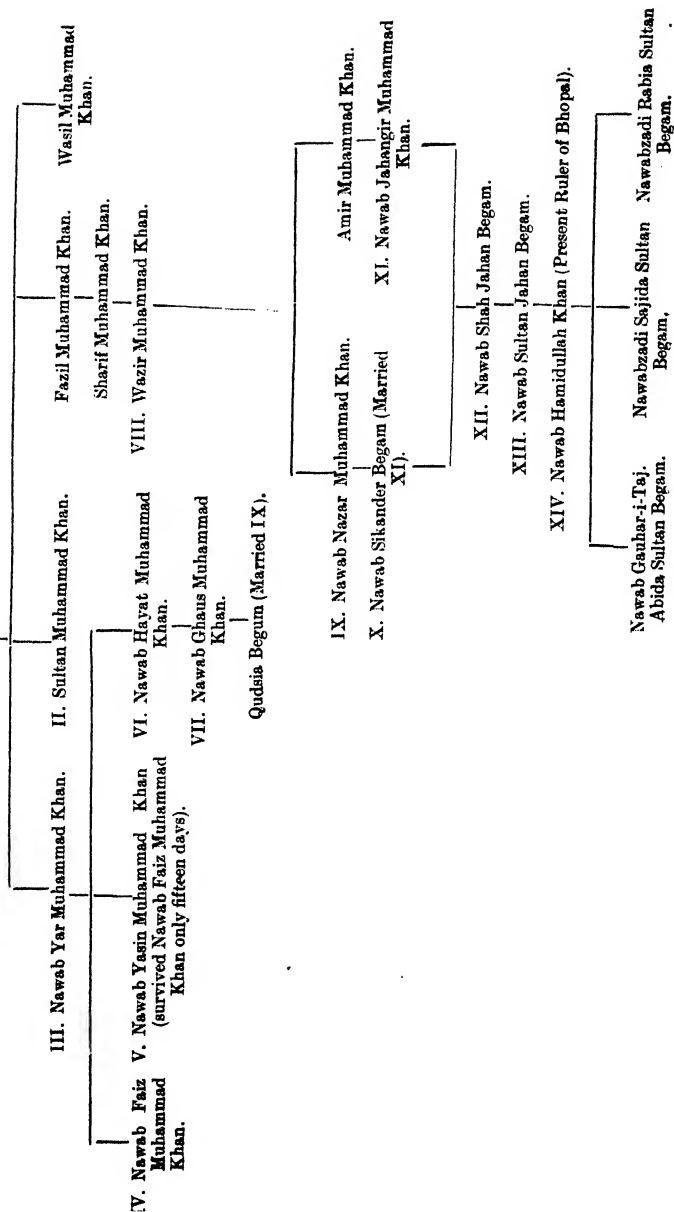 III. Nawab Yar Muhammad Khan.
II. Sultan Muhammad Khan.
Fazil Muhammad Khan.
Wasil Muhammad
Khan.
Sharif Muhammad Khan.
IV. Nawab Faiz
Muhammad
Khan.
V. Nawab Yasin Muhammad Khan
(survived Nawab Faiz Muhammad
Khan only fifteen days).
VI. Nawab Hayat Muhammad
Khan.
VIII. Wazir Muhammad Khan.
VII. Nawab Ghaus Muhammad
Khan.
Qudsia Begum (Married IX).
IX. Nawab Nazar Muhammad Khan.
Amir Muhammad Khan.
X. Nawab Sikander Begam (Married
XI).
XI. Nawab Jahangir Muhammad
Khan.
XII. Nawab Shah Jahan Begam.
XIII. Nawab Sultan Jahan Begam.
XIV. Nawab Hamidullah Khan (Present Ruler of Bhopal).
Nawab Gauhar-i-Taj.
Abida Sultan Begam.
Nawabzadi Sajida Sultan
Begam,
Nawabzadi Rabia Sultan
Begam.